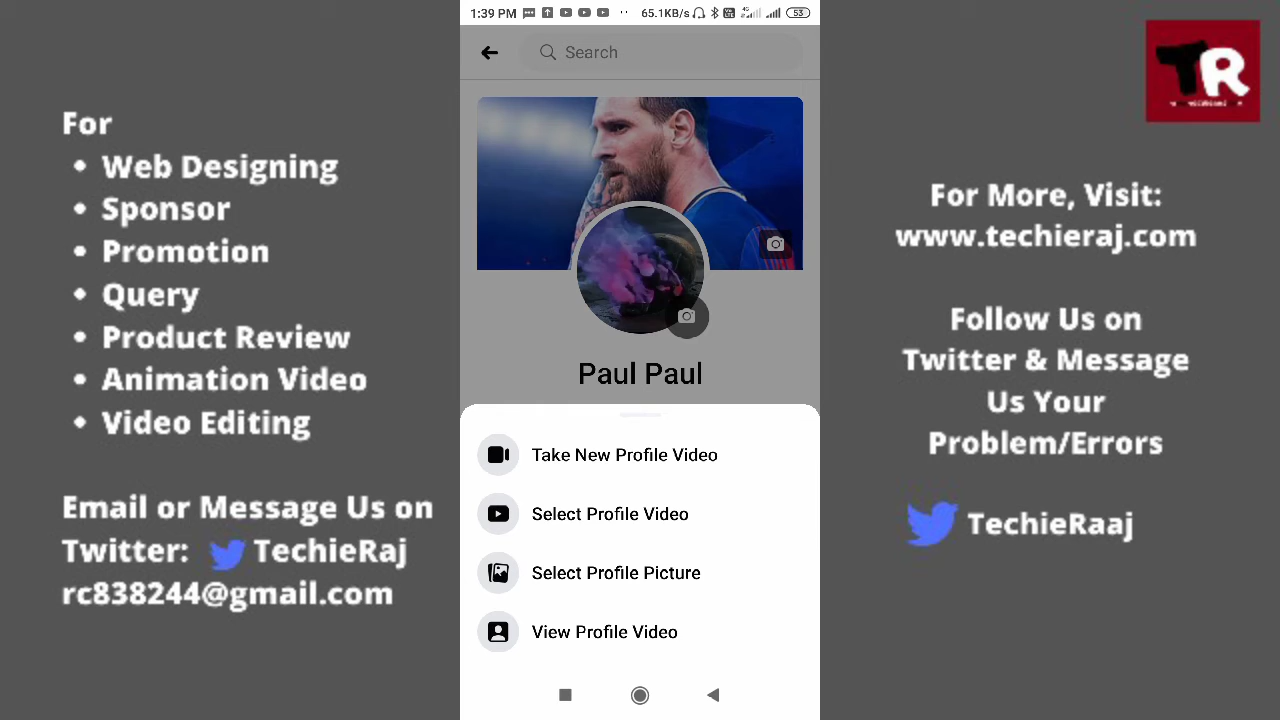 For
• Web Designing
• Sponsor
• Promotion
• Query
• Product Review
• Animation Video
• Video Editing
Email or Message Us on
Twitter: TechieRaj
rc838244@gmail.com
1:39 PM 65.1KB/s 4G 53
Search
Paul Paul
Take New Profile Video
Select Profile Video
Select Profile Picture
View Profile Video
TR
For More, Visit:
www.techieraj.com
Follow Us on
Twitter & Message
Us Your
Problem/Errors
TechieRaaj